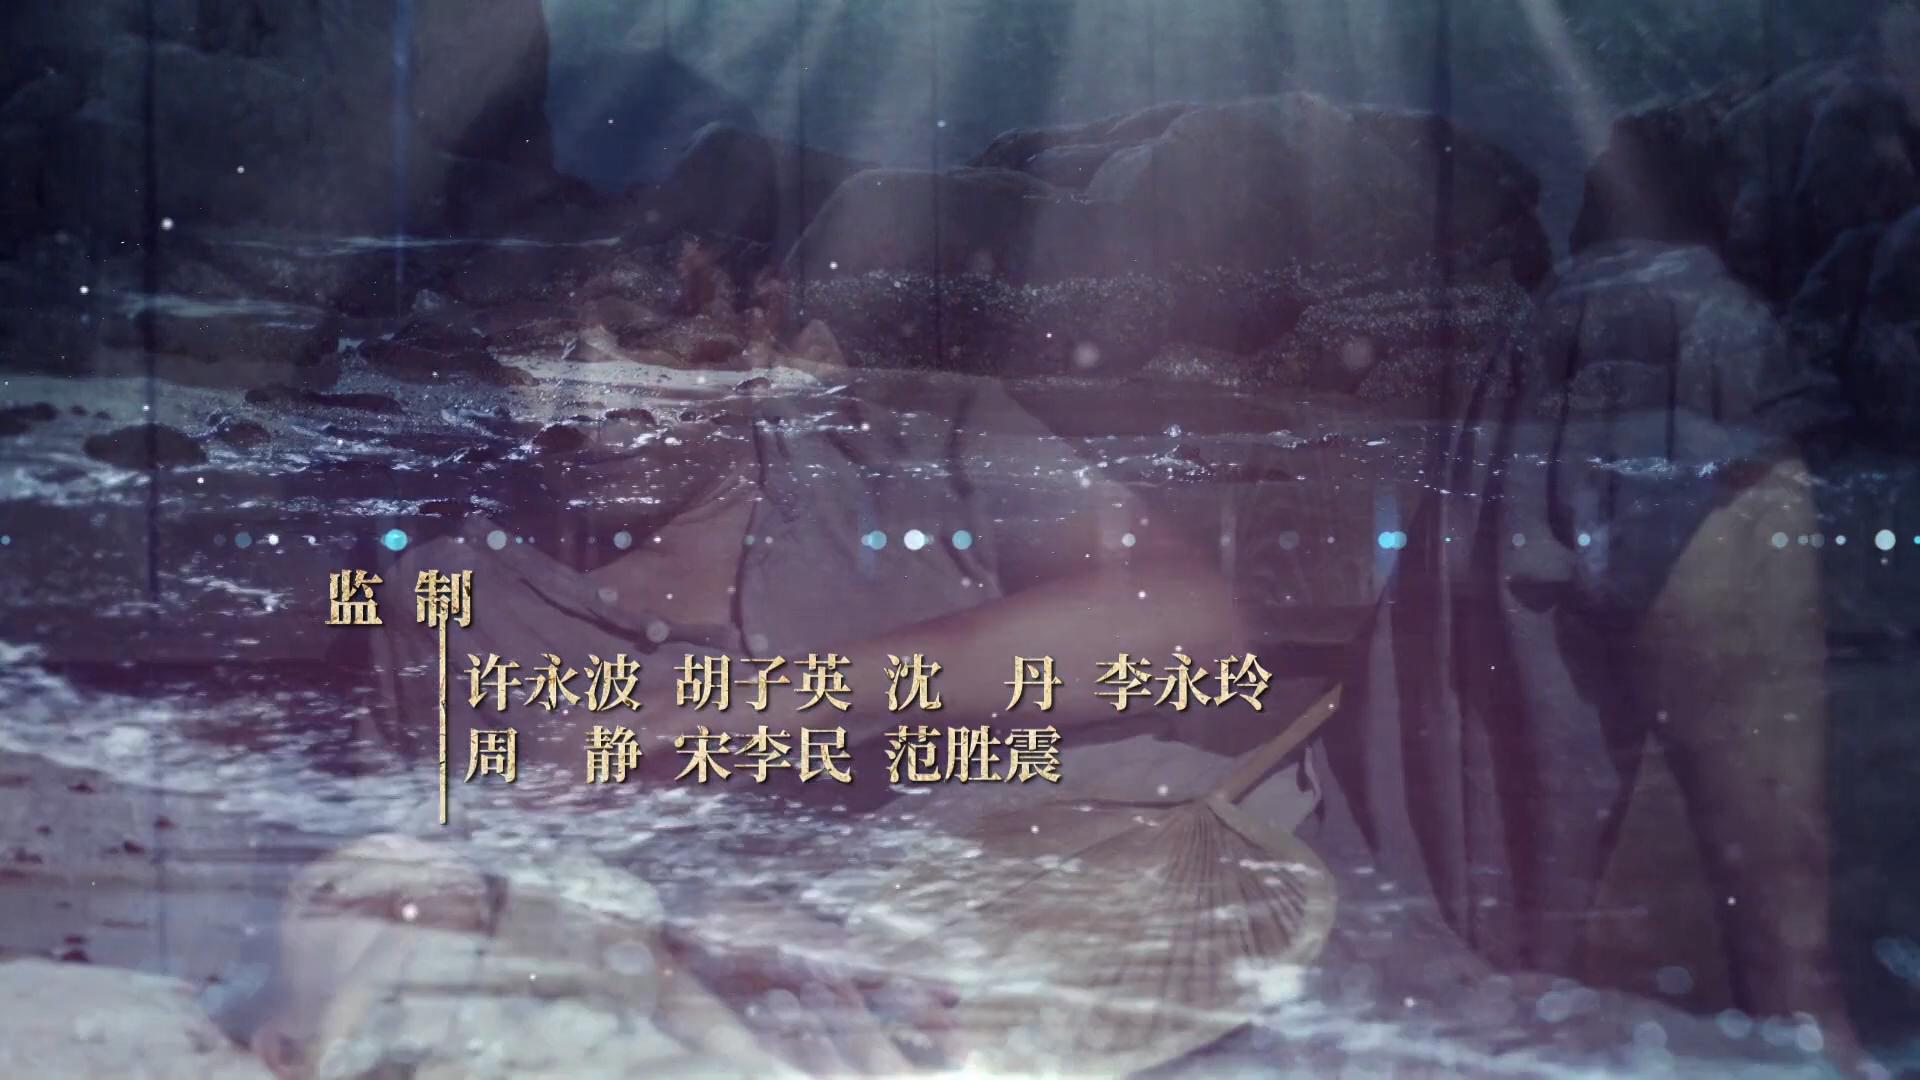 监 制
许永波 胡子英 沈　丹 李永玲
周　静 宋李民 范胜震